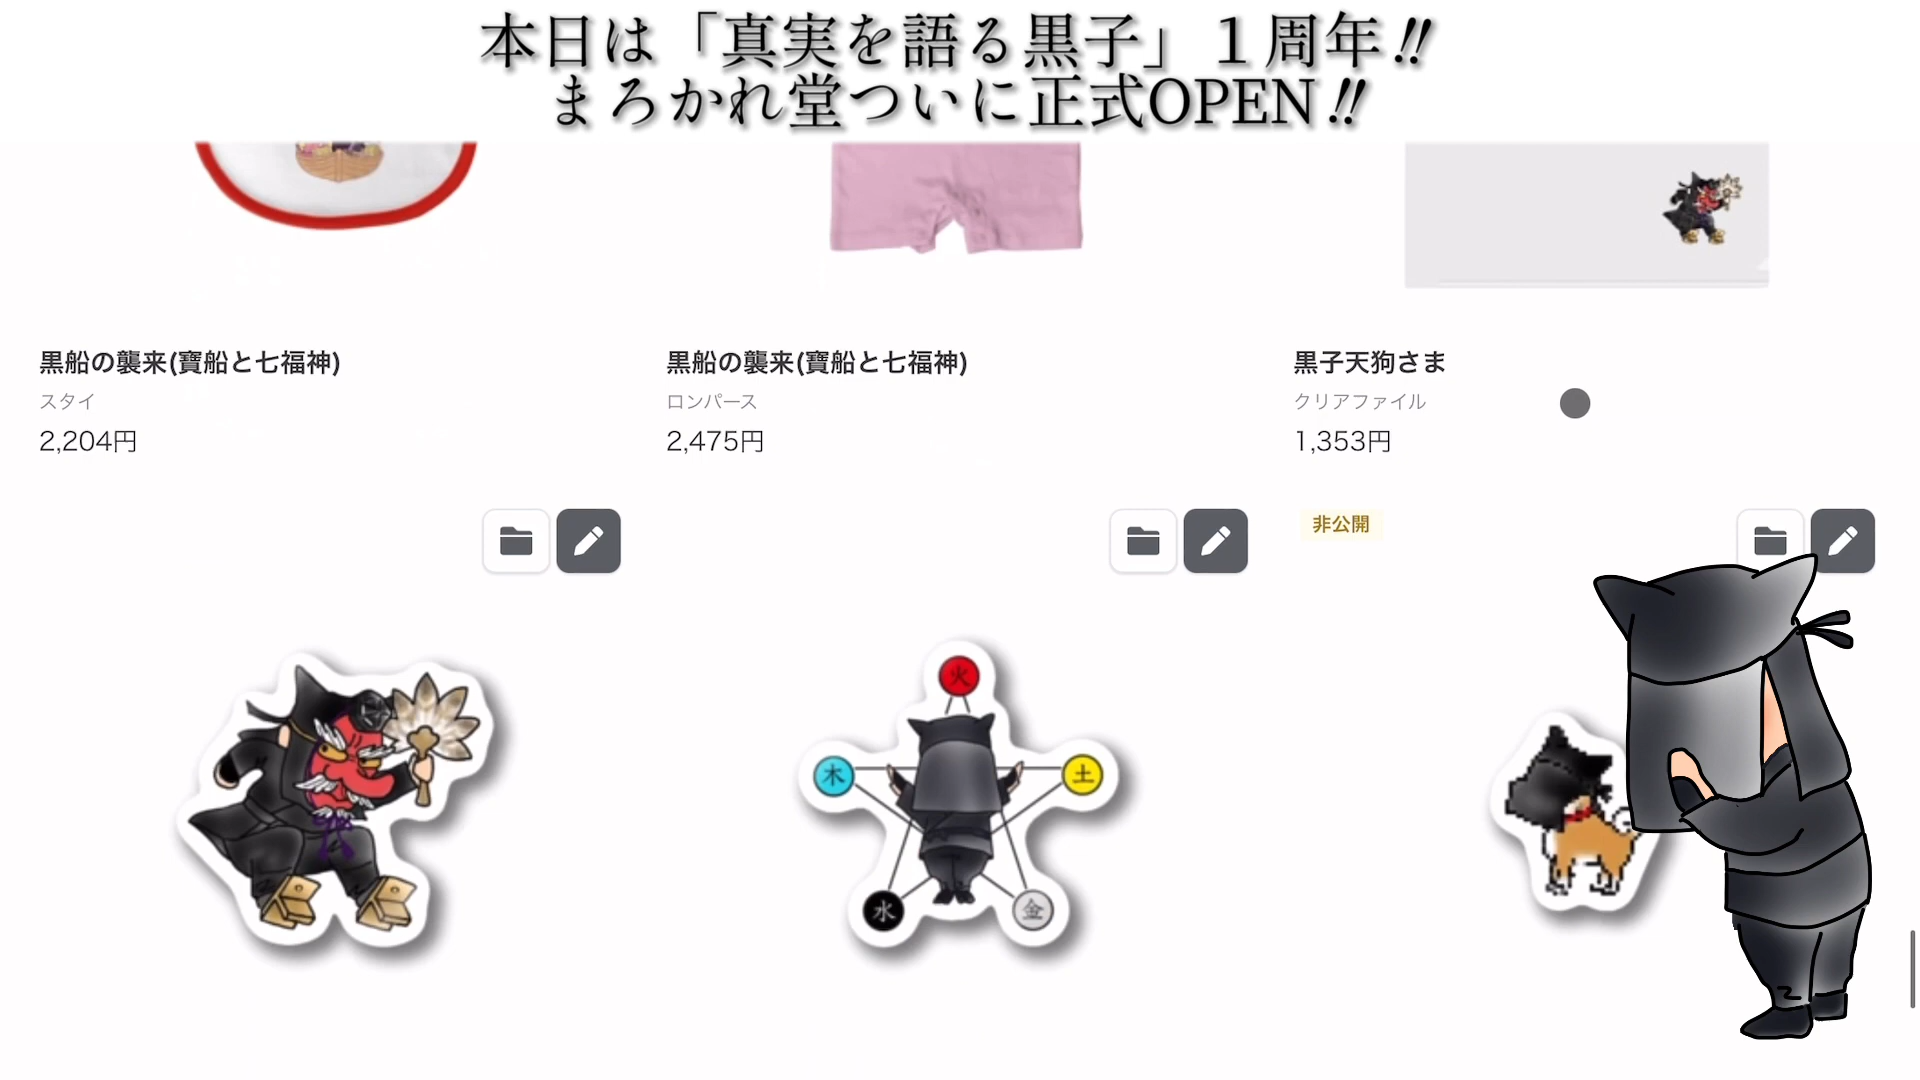 本日は「真実を語る黒子」１周年‼
まろかれ堂ついに正式OPEN‼
黒船の襲来(寶船と七福神)
スタイ
2,204円
黒船の襲来(寶船と七福神)
ロンパース
2,475円
黒子天狗さま
クリアファイル
1,353円
非公開
火
木
土
水
金